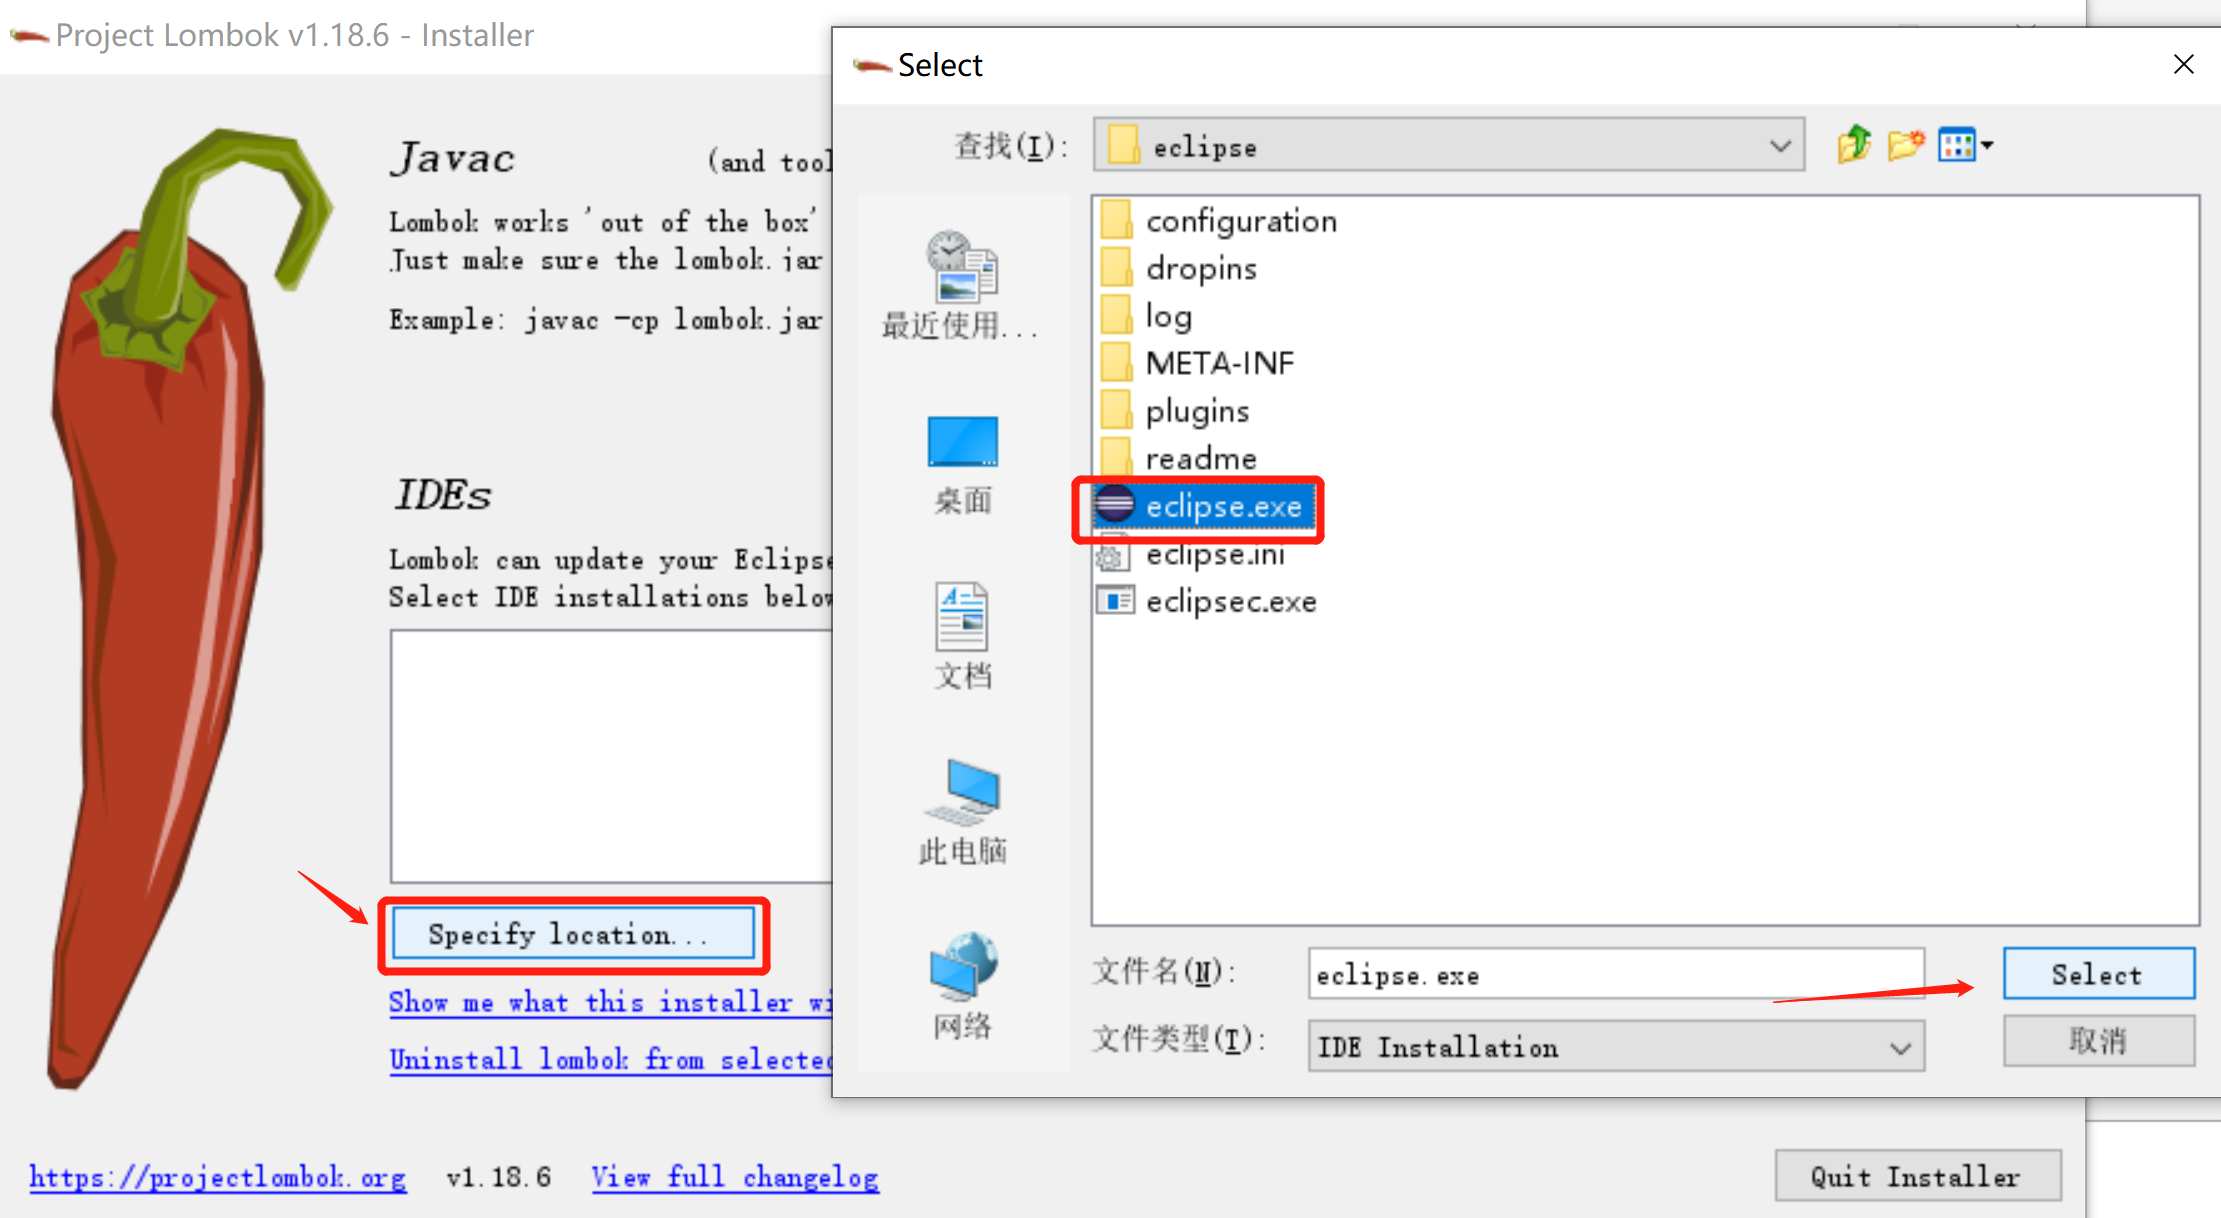 Project Lombok v1.18.6 - Installer
Javac
(and tool
Lombok works 'out of the box'
Just make sure the lombok.jar
Example: javac -cp lombok.jar
IDEs
Lombok can update your Eclipse
Select IDE installations below
Specify location...
Show me what this installer wi
Uninstall lombok from selected
https://projectlombok.org
v1.18.6
View full changelog
Quit Installer
Select
查找(I):
eclipse
最近使用...
桌面
文档
此电脑
网络
configuration
dropins
log
META-INF
plugins
readme
eclipse.exe
eclipse.ini
eclipsec.exe
文件名(N):
eclipse.exe
Select
文件类型(T):
IDE Installation
取消